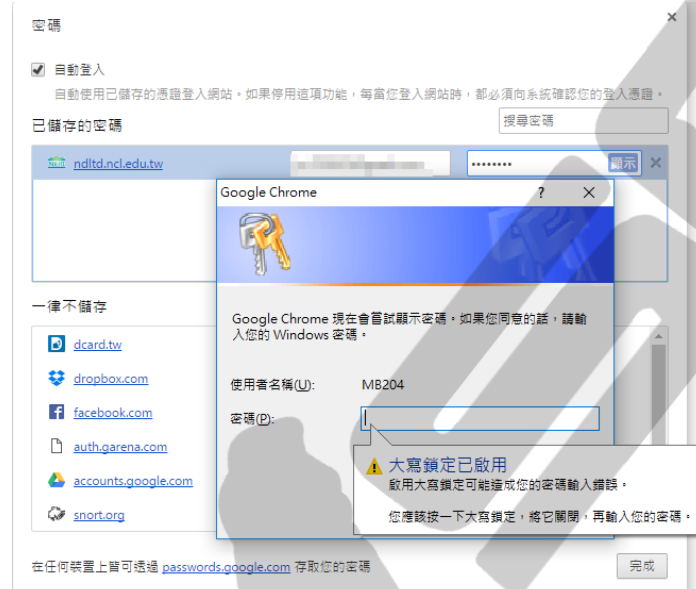 密碼
自動登入
自動使用已儲存的憑證登入網站。如果停用這項功能，每當您登入網站時，都必須向系統確認您的登入憑證。
已儲存的密碼
搜尋密碼
ndltd.ncl.edu.tw
顯示
Google Chrome
Google Chrome 現在會嘗試顯示密碼。如果您同意的話，請輸
入您的 Windows 密碼。
使用者名稱(U):
MB204
密碼(P):
大寫鎖定已啟用
啟用大寫鎖定可能造成您的密碼輸入錯誤。
您應該按一下大寫鎖定，將它關閉，再輸入您的密碼。
一律不儲存
dcard.tw
dropbox.com
facebook.com
auth.garena.com
accounts.google.com
snort.org
在任何裝置上皆可透過 passwords.google.com 存取您的密碼
完成